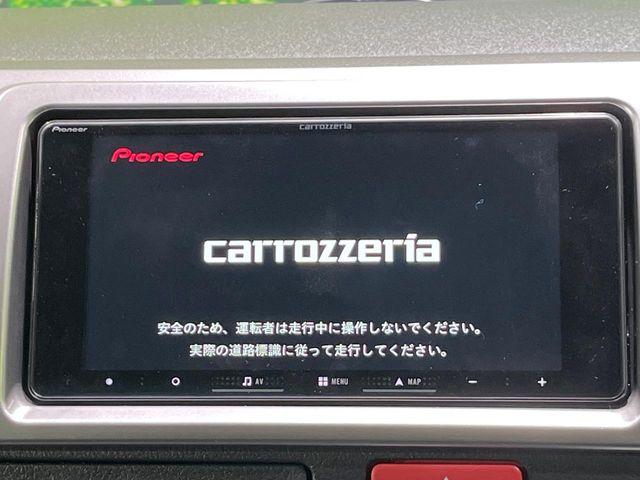 Pioneer
carrozzeria
Pioneer
carrozzeria
安全のため、運転者は走行中に操作しないでください。
実際の道路標識に従って走行してください。
AV MENU MAP - +